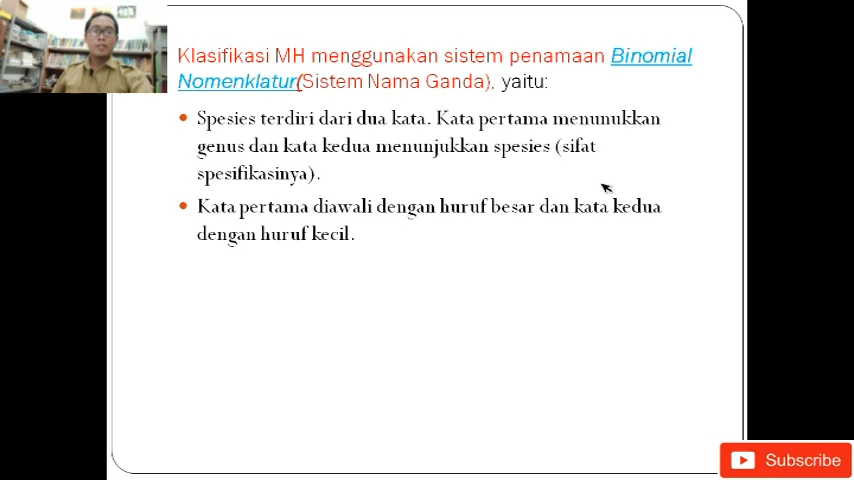 Klasifikasi MH menggunakan sistem penamaan Binomial
Nomenklatur(Sistem Nama Ganda), yaitu:
• Spesies terdiri dari dua kata. Kata pertama menunukkan
genus dan kata kedua menunjukkan spesies (sifat
spesifikasinya).
• Kata pertama diawali dengan huruf besar dan kata kedua
dengan huruf kecil.
Subscribe